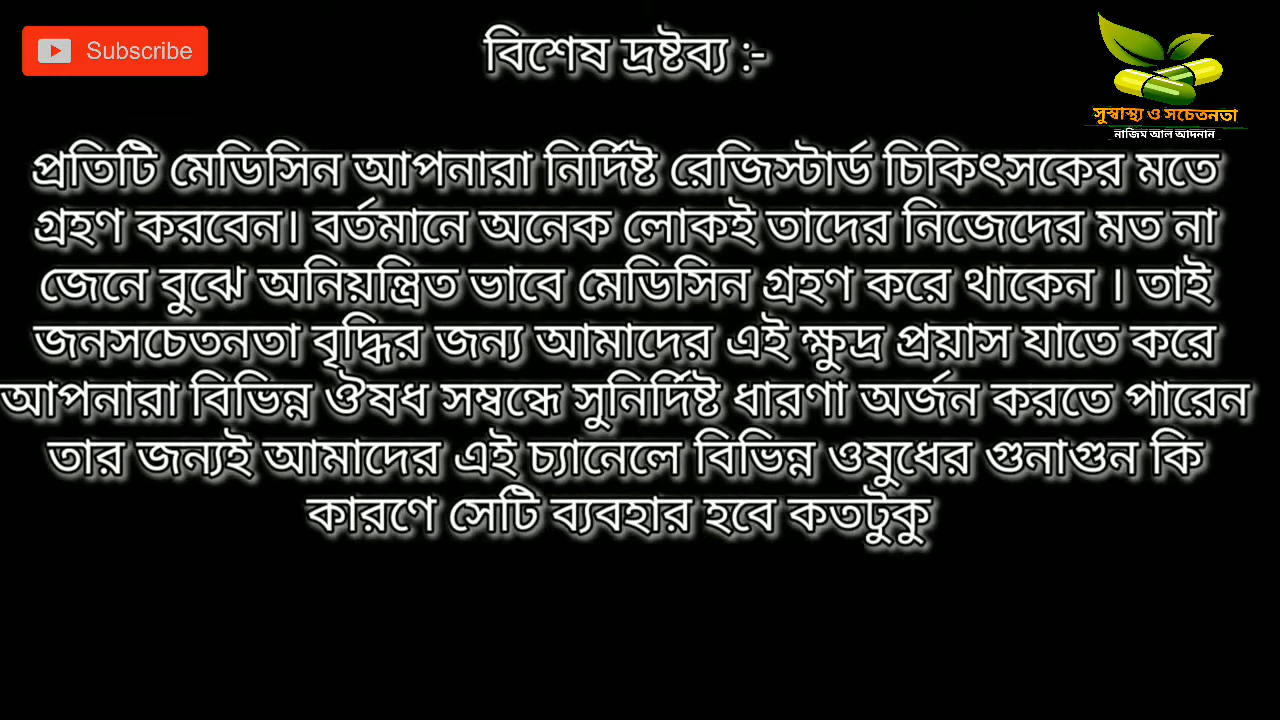 Subscribe
বিশেষ দ্রষ্টব্য :-
সুস্বাস্থ্য ও সচেতনতা
নাজিম আল আদনান
প্রতিটি মেডিসিন আপনারা নির্দিষ্ট রেজিস্টার্ড চিকিৎসকের মতে
গ্রহণ করবেন। বর্তমানে অনেক লোকই তাদের নিজেদের মত না
জেনে বুঝে অনিয়ন্ত্রিত ভাবে মেডিসিন গ্রহণ করে থাকেন । তাই
জনসচেতনতা বৃদ্ধির জন্য আমাদের এই ক্ষুদ্র প্রয়াস যাতে করে
আপনারা বিভিন্ন ঔষধ সম্বন্ধে সুনির্দিষ্ট ধারণা অর্জন করতে পারেন
তার জন্যই আমাদের এই চ্যানেলে বিভিন্ন ওষুধের গুনাগুন কি
কারণে সেটি ব্যবহার হবে কতটুকু